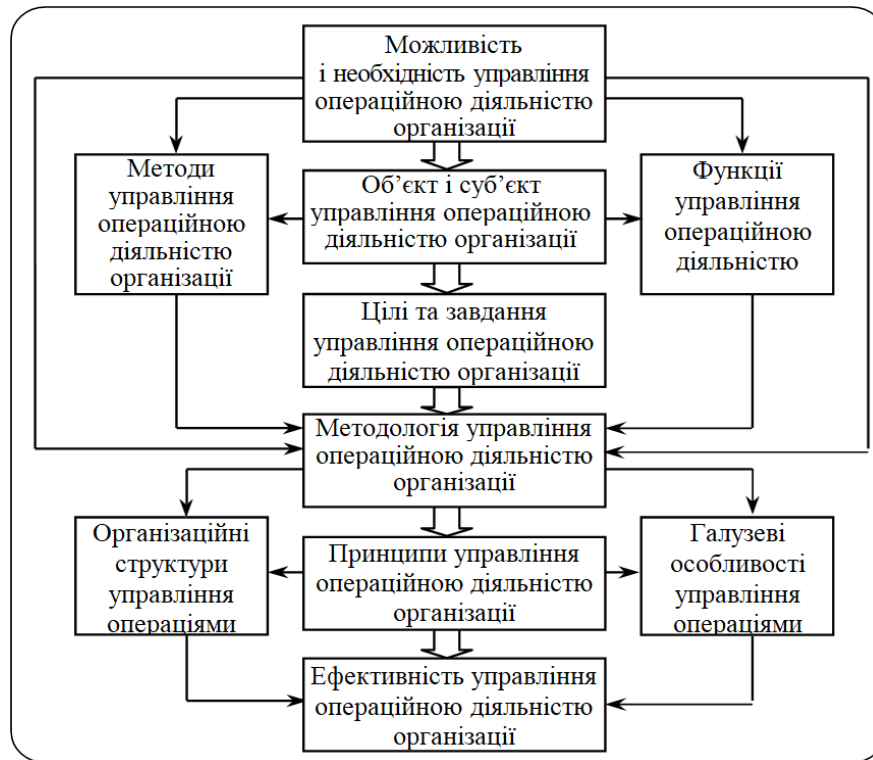 Можливість
і необхідність управління
операційною діяльністю
організації
Методи
управління
операційною
діяльністю
організації
Об’єкт і суб’єкт
управління операційною
діяльністю організації
Функції
управління
операційною
діяльністю
Цілі та завдання
управління операційною
діяльністю організації
Методологія управління
операційною діяльністю
організації
Організаційні
структури
управління
операціями
Принципи управління
операційною діяльністю
організації
Галузеві
особливості
управління
операціями
Ефективність управління
операційною діяльністю
організації